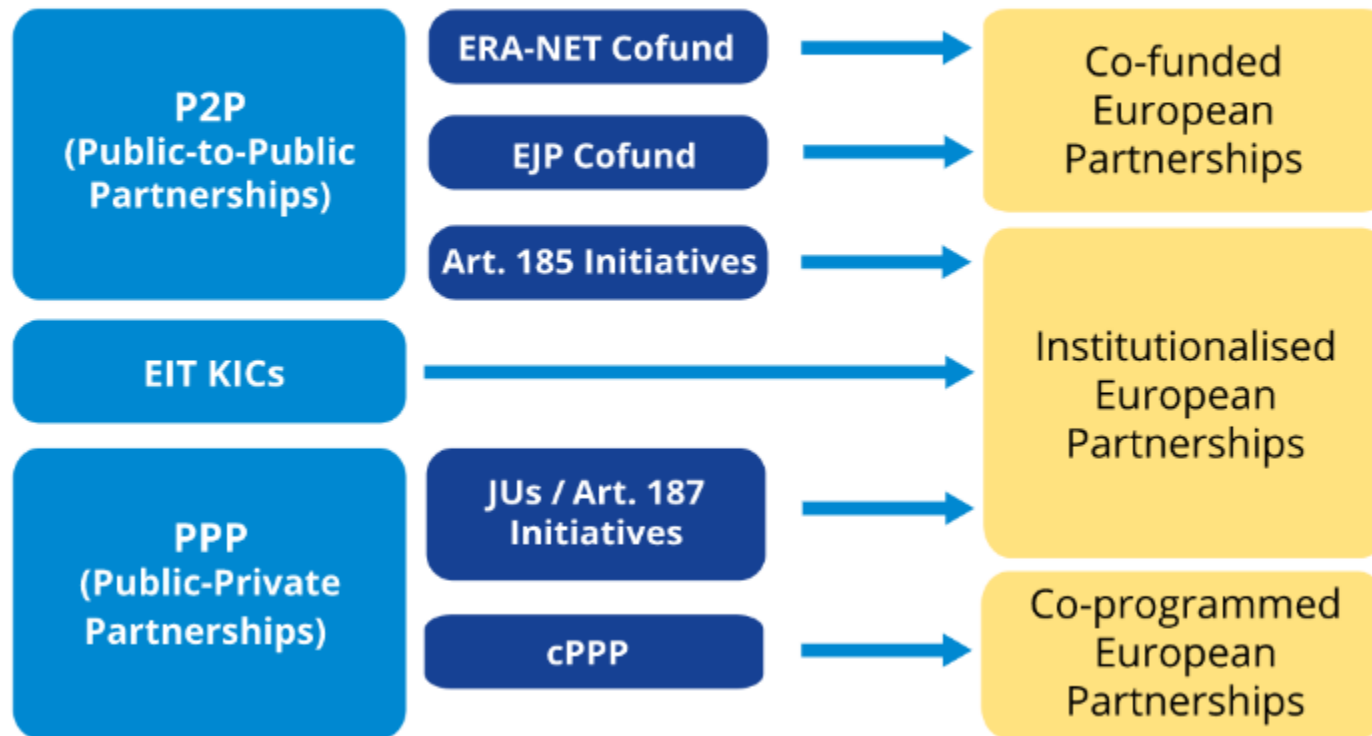 P2P
(Public-to-Public
Partnerships)
ERA-NET Cofund
EJP Cofund
Art. 185 Initiatives
Co-funded
European
Partnerships
EIT KICs
Institutionalised
European
Partnerships
PPP
(Public-Private
Partnerships)
JUs / Art. 187
Initiatives
cPPP
Co-programmed
European
Partnerships